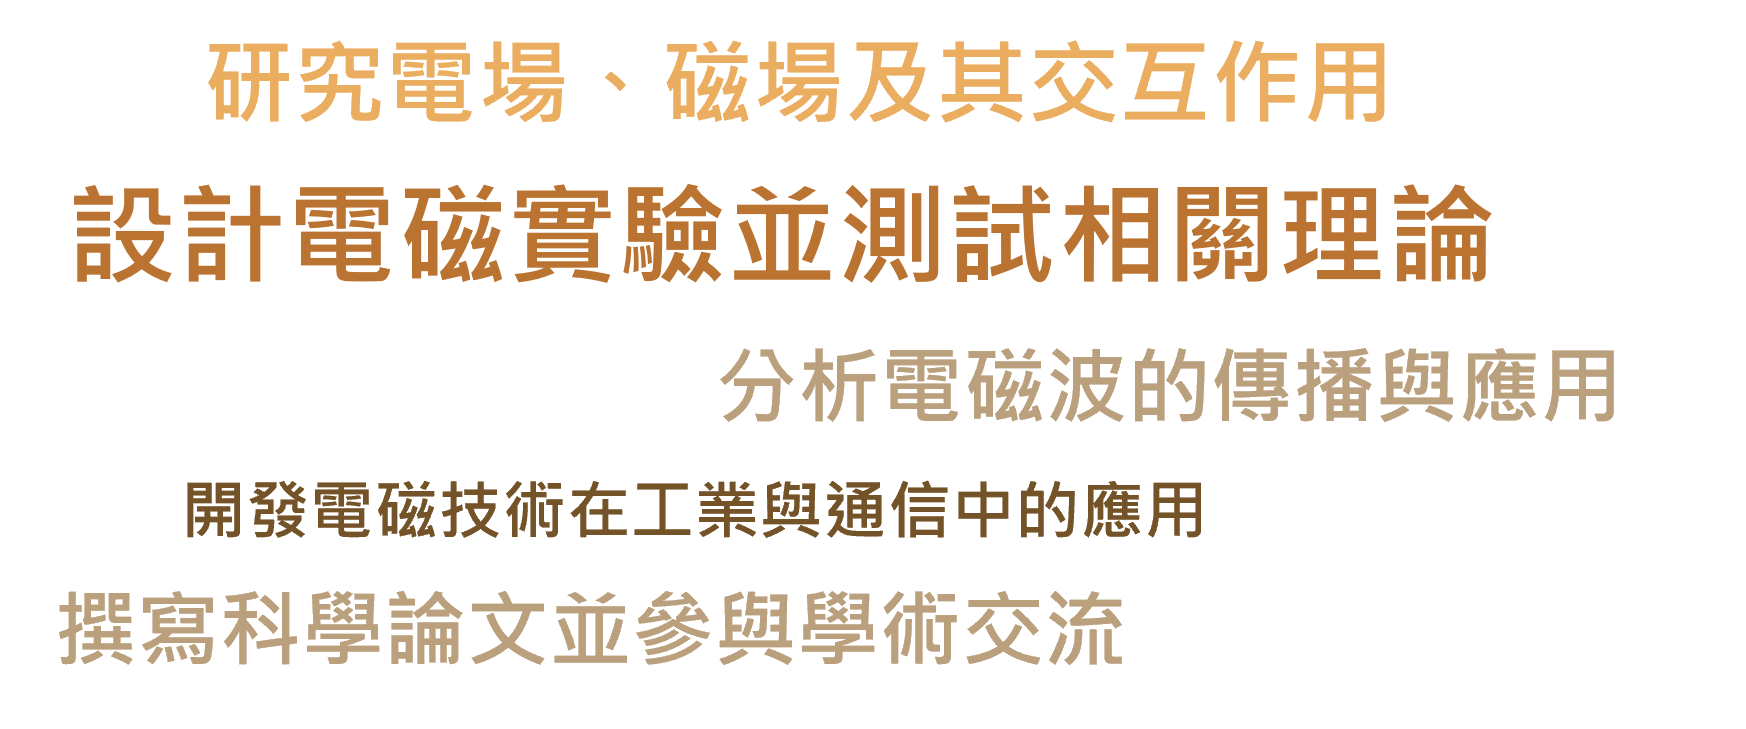 研究電場、磁場及其交互作用
設計電磁實驗並測試相關理論
分析電磁波的傳播與應用
開發電磁技術在工業與通信中的應用
撰寫科學論文並參與學術交流